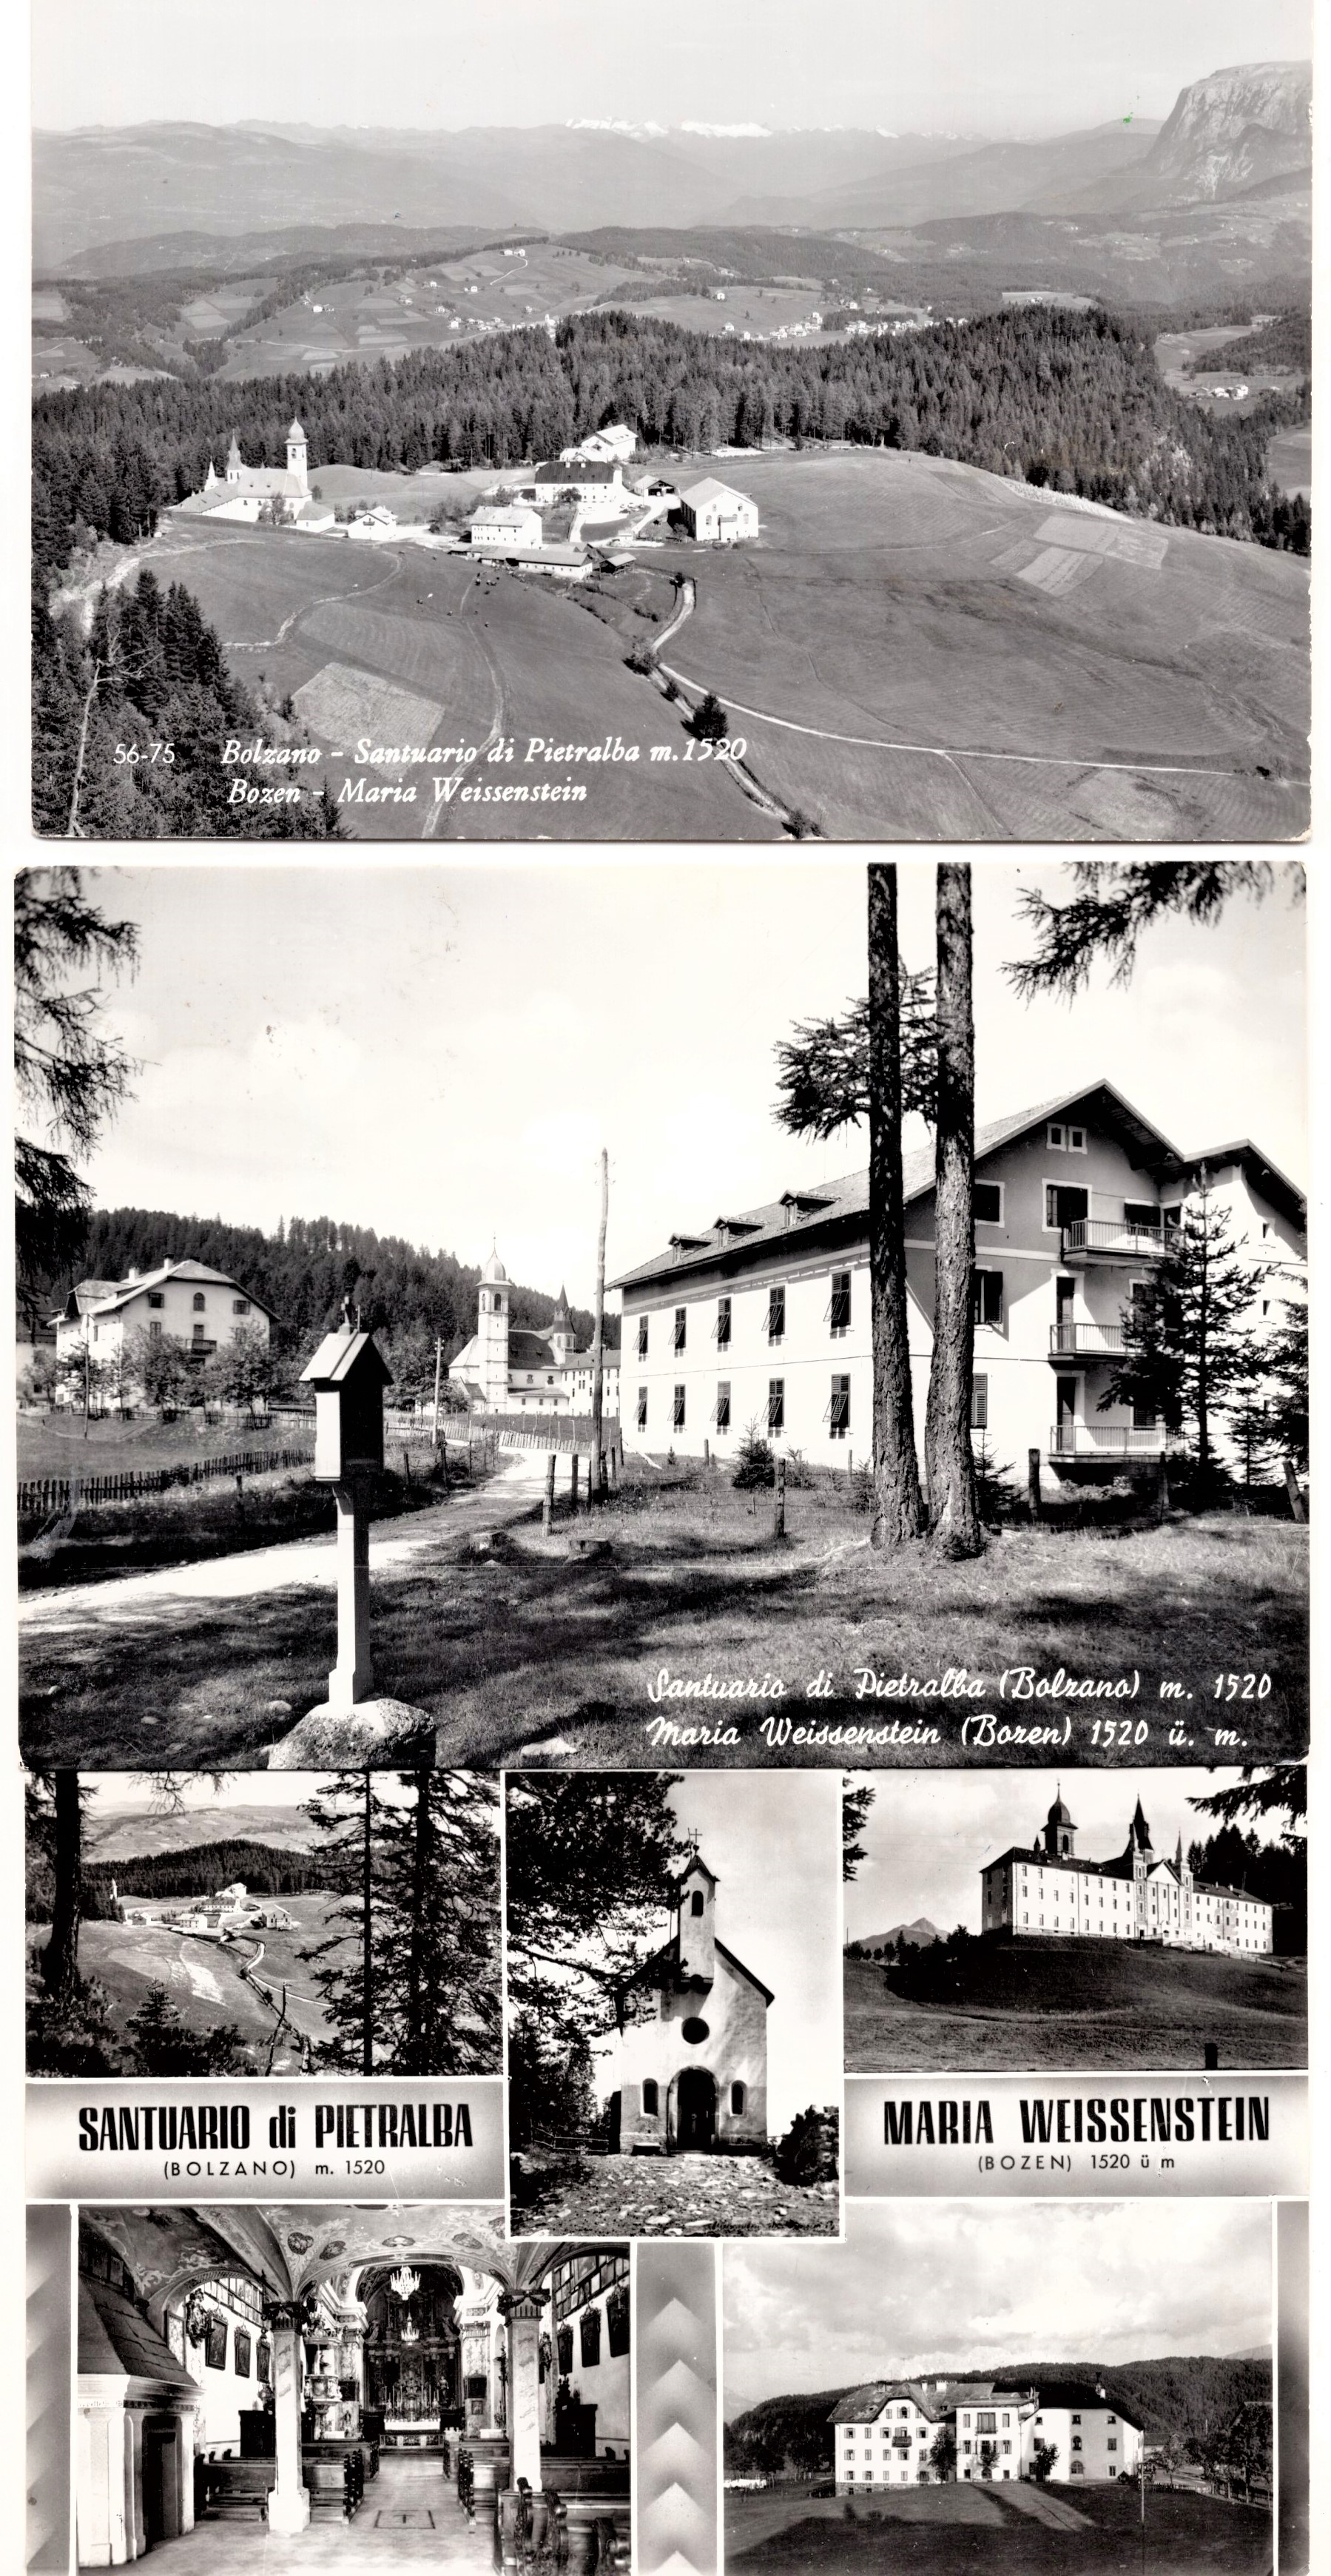 56-75 Bolzano - Santuario di Pietralba m.1520
Bozen - Maria Weissenstein
Santuario di Pietralba (Bolzano) m. 1520
Maria Weissenstein (Bozen) 1520 ü. m.
SANTUARIO di PIETRALBA
(BOLZANO) m. 1520
MARIA WEISSENSTEIN
(BOZEN) 1520 ü m